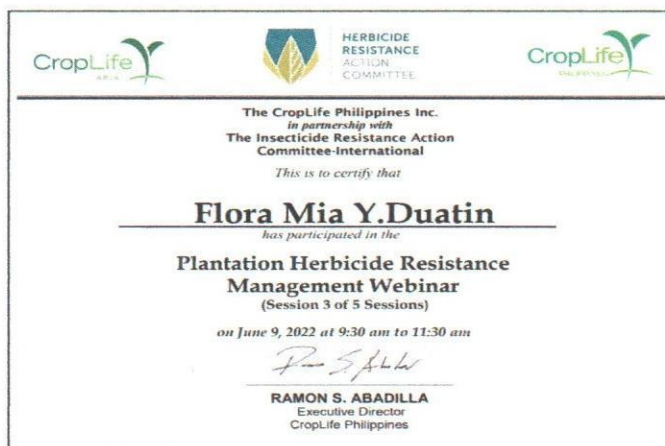 CropLife
ASIA
HERBICIDE
RESISTANCE
ACTION
COMMITTEE
CropLife
PHILIPPINES
The CropLife Philippines Inc.
in partnership with
The Insecticide Resistance Action
Committee-International
This is to certify that
Flora Mia Y.Duatin
has participated in the
Plantation Herbicide Resistance
Management Webinar
(Session 3 of 5 Sessions)
on June 9, 2022 at 9:30 am to 11:30 am
RAMON S. ABADILLA
Executive Director
CropLife Philippines